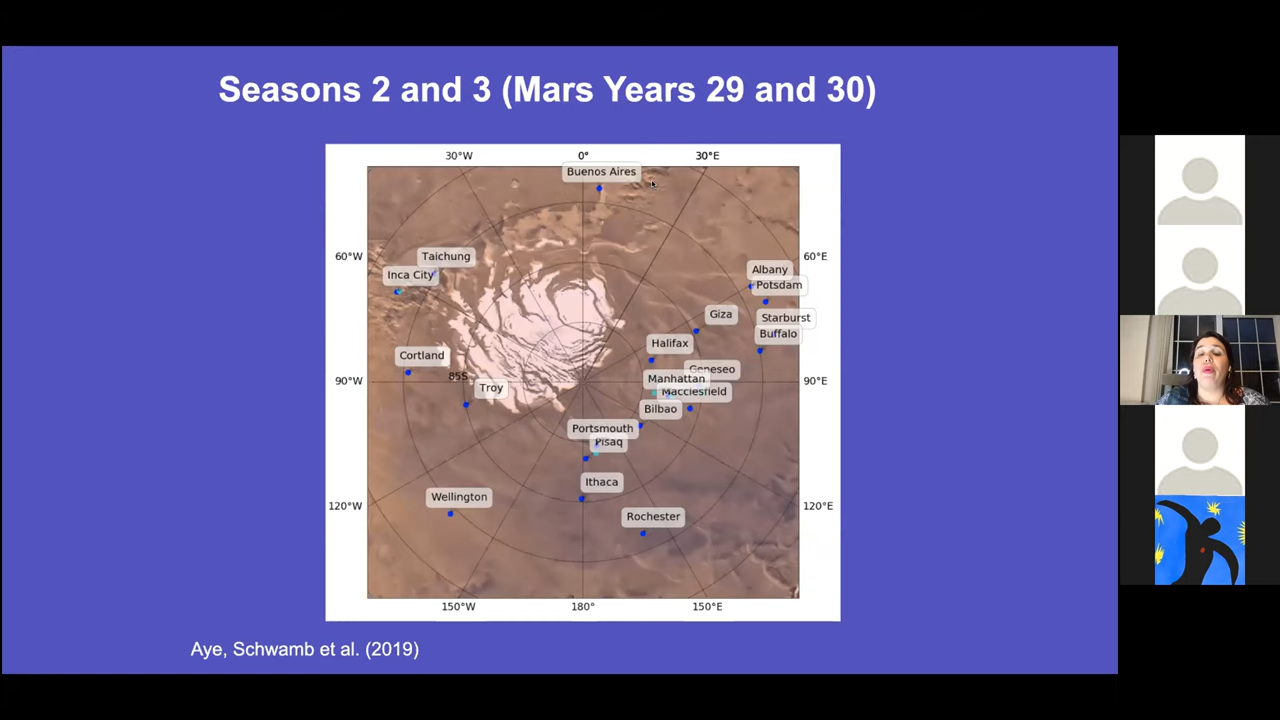 Seasons 2 and 3 (Mars Years 29 and 30)
30°W 0° 30°E
Buenos Aires
60°W Taichung 60°E
Inca City Albany
Potsdam
Giza Starburst
Halifax Buffalo
Cortland Geneseo
85S Manhattan
90°W Troy Macclesfield 90°E
Bilbao
Portsmouth
Pisaq
Ithaca
Wellington
120°W Rochester 120°E
150°W 180° 150°E
Aye, Schwamb et al. (2019)